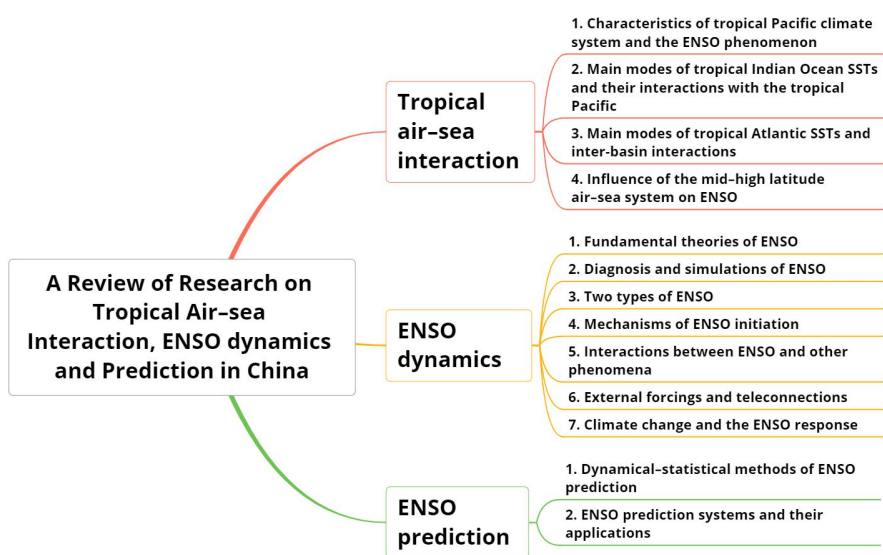 A Review of Research on
Tropical Air–sea
Interaction, ENSO dynamics
and Prediction in China
Tropical
air–sea
interaction
1. Characteristics of tropical Pacific climate
system and the ENSO phenomenon
2. Main modes of tropical Indian Ocean SSTs
and their interactions with the tropical
Pacific
3. Main modes of tropical Atlantic SSTs and
inter-basin interactions
4. Influence of the mid–high latitude
air–sea system on ENSO
ENSO
dynamics
1. Fundamental theories of ENSO
2. Diagnosis and simulations of ENSO
3. Two types of ENSO
4. Mechanisms of ENSO initiation
5. Interactions between ENSO and other
phenomena
6. External forcings and teleconnections
7. Climate change and the ENSO response
ENSO
prediction
1. Dynamical–statistical methods of ENSO
prediction
2. ENSO prediction systems and their
applications